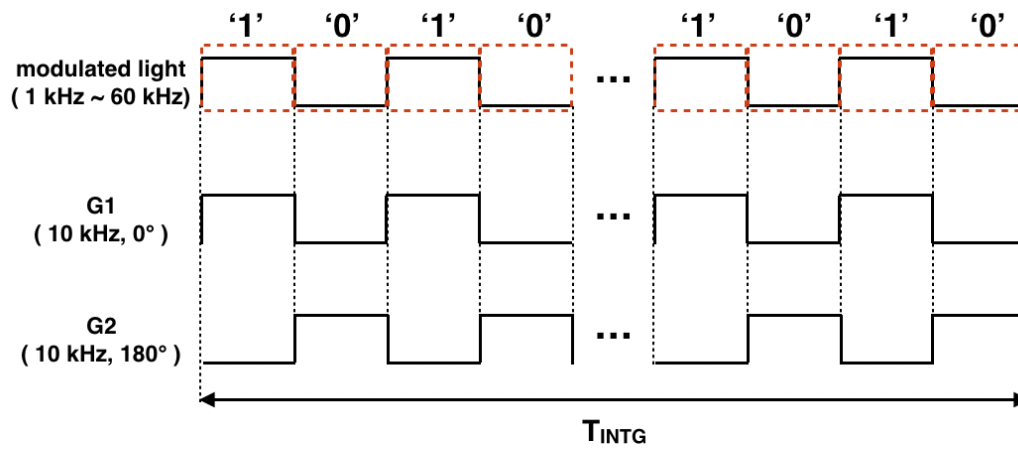 ‘1’ ‘0’ ‘1’ ‘0’ ‘1’ ‘0’ ‘1’ ‘0’
modulated light
( 1 kHz ~ 60 kHz)
...
G1
( 10 kHz, 0° )
...
G2
( 10 kHz, 180° )
...
TINTG